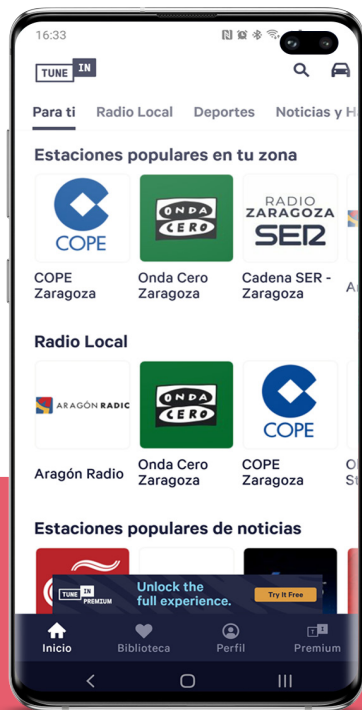 16:33
TUNE IN
Para ti Radio Local Deportes Noticias y H
Estaciones populares en tu zona
COPE
ONDA CERO
RADIO ZARAGOZA SER
COPE Zaragoza
Onda Cero Zaragoza
Cadena SER - Zaragoza
Radio Local
ARAGÓN RADIO
ONDA CERO
COPE
Aragón Radio
Onda Cero Zaragoza
COPE Zaragoza
Estaciones populares de noticias
TUNE IN PREMIUM
Unlock the full experience.
Try It Free
Inicio Biblioteca Perfil Premium